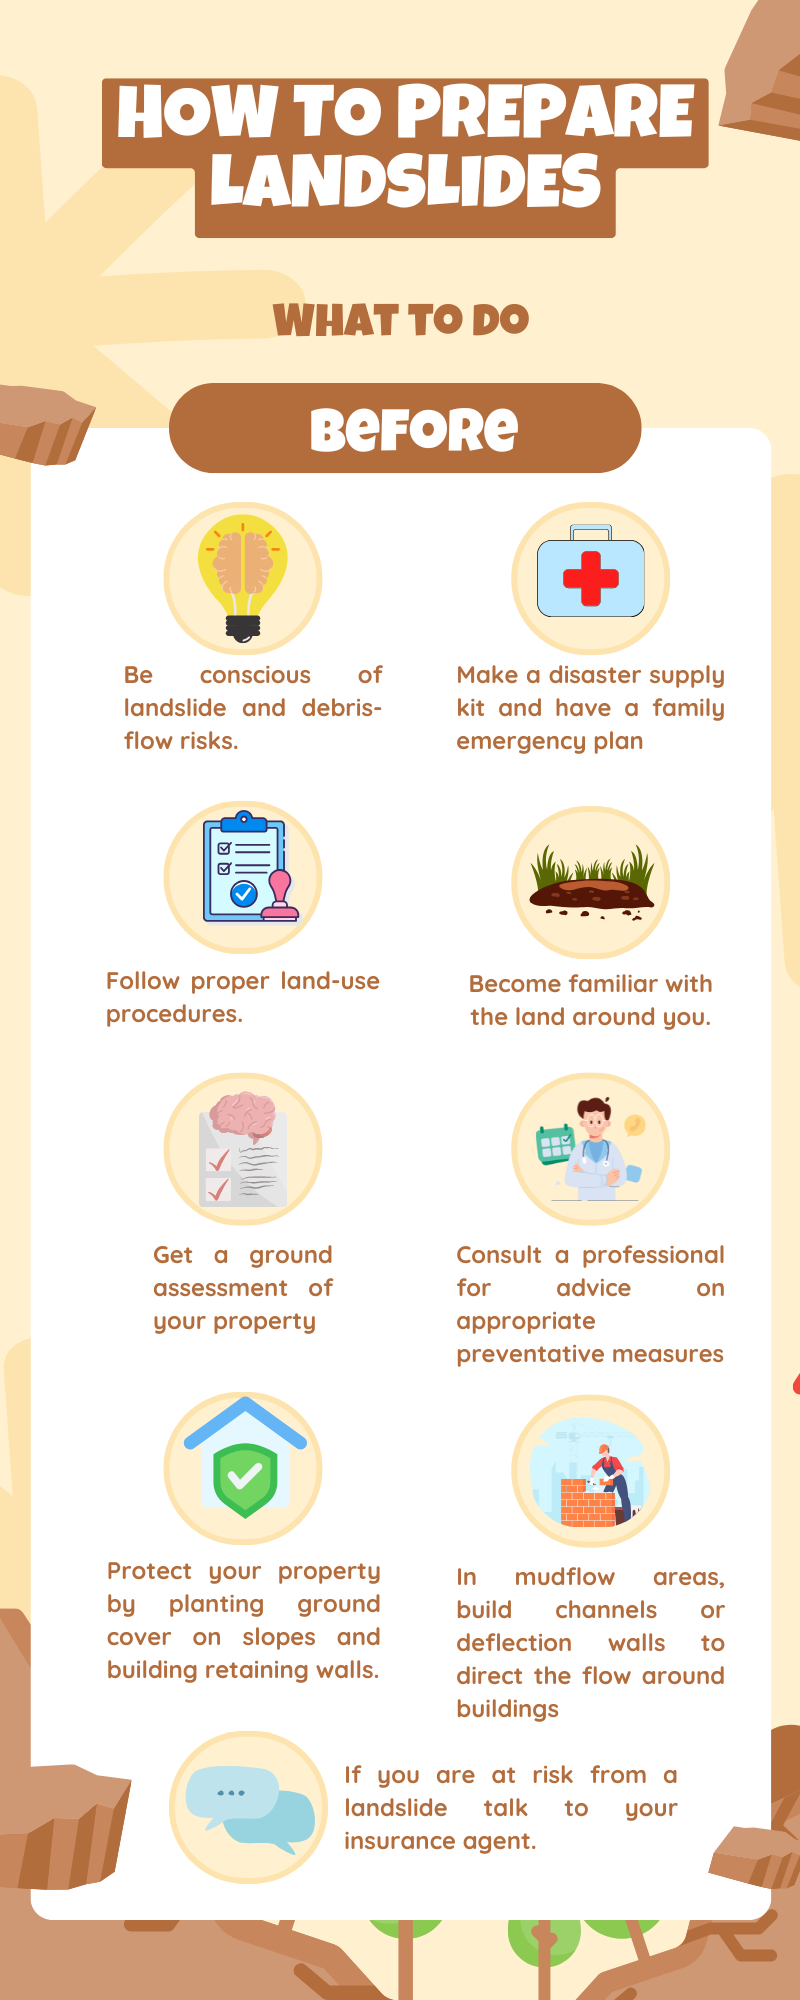 HOW TO PREPARE
LANDSLIDES
WHAT TO DO
BEFORE
Be conscious of
landslide and debris-
flow risks.
Make a disaster supply
kit and have a family
emergency plan
Follow proper land-use
procedures.
Become familiar with
the land around you.
Get a ground
assessment of
your property
Consult a professional
for advice on
appropriate
preventative measures
Protect your property
by planting ground
cover on slopes and
building retaining walls.
In mudflow areas,
build channels or
deflection walls to
direct the flow around
buildings
If you are at risk from a
landslide talk to your
insurance agent.